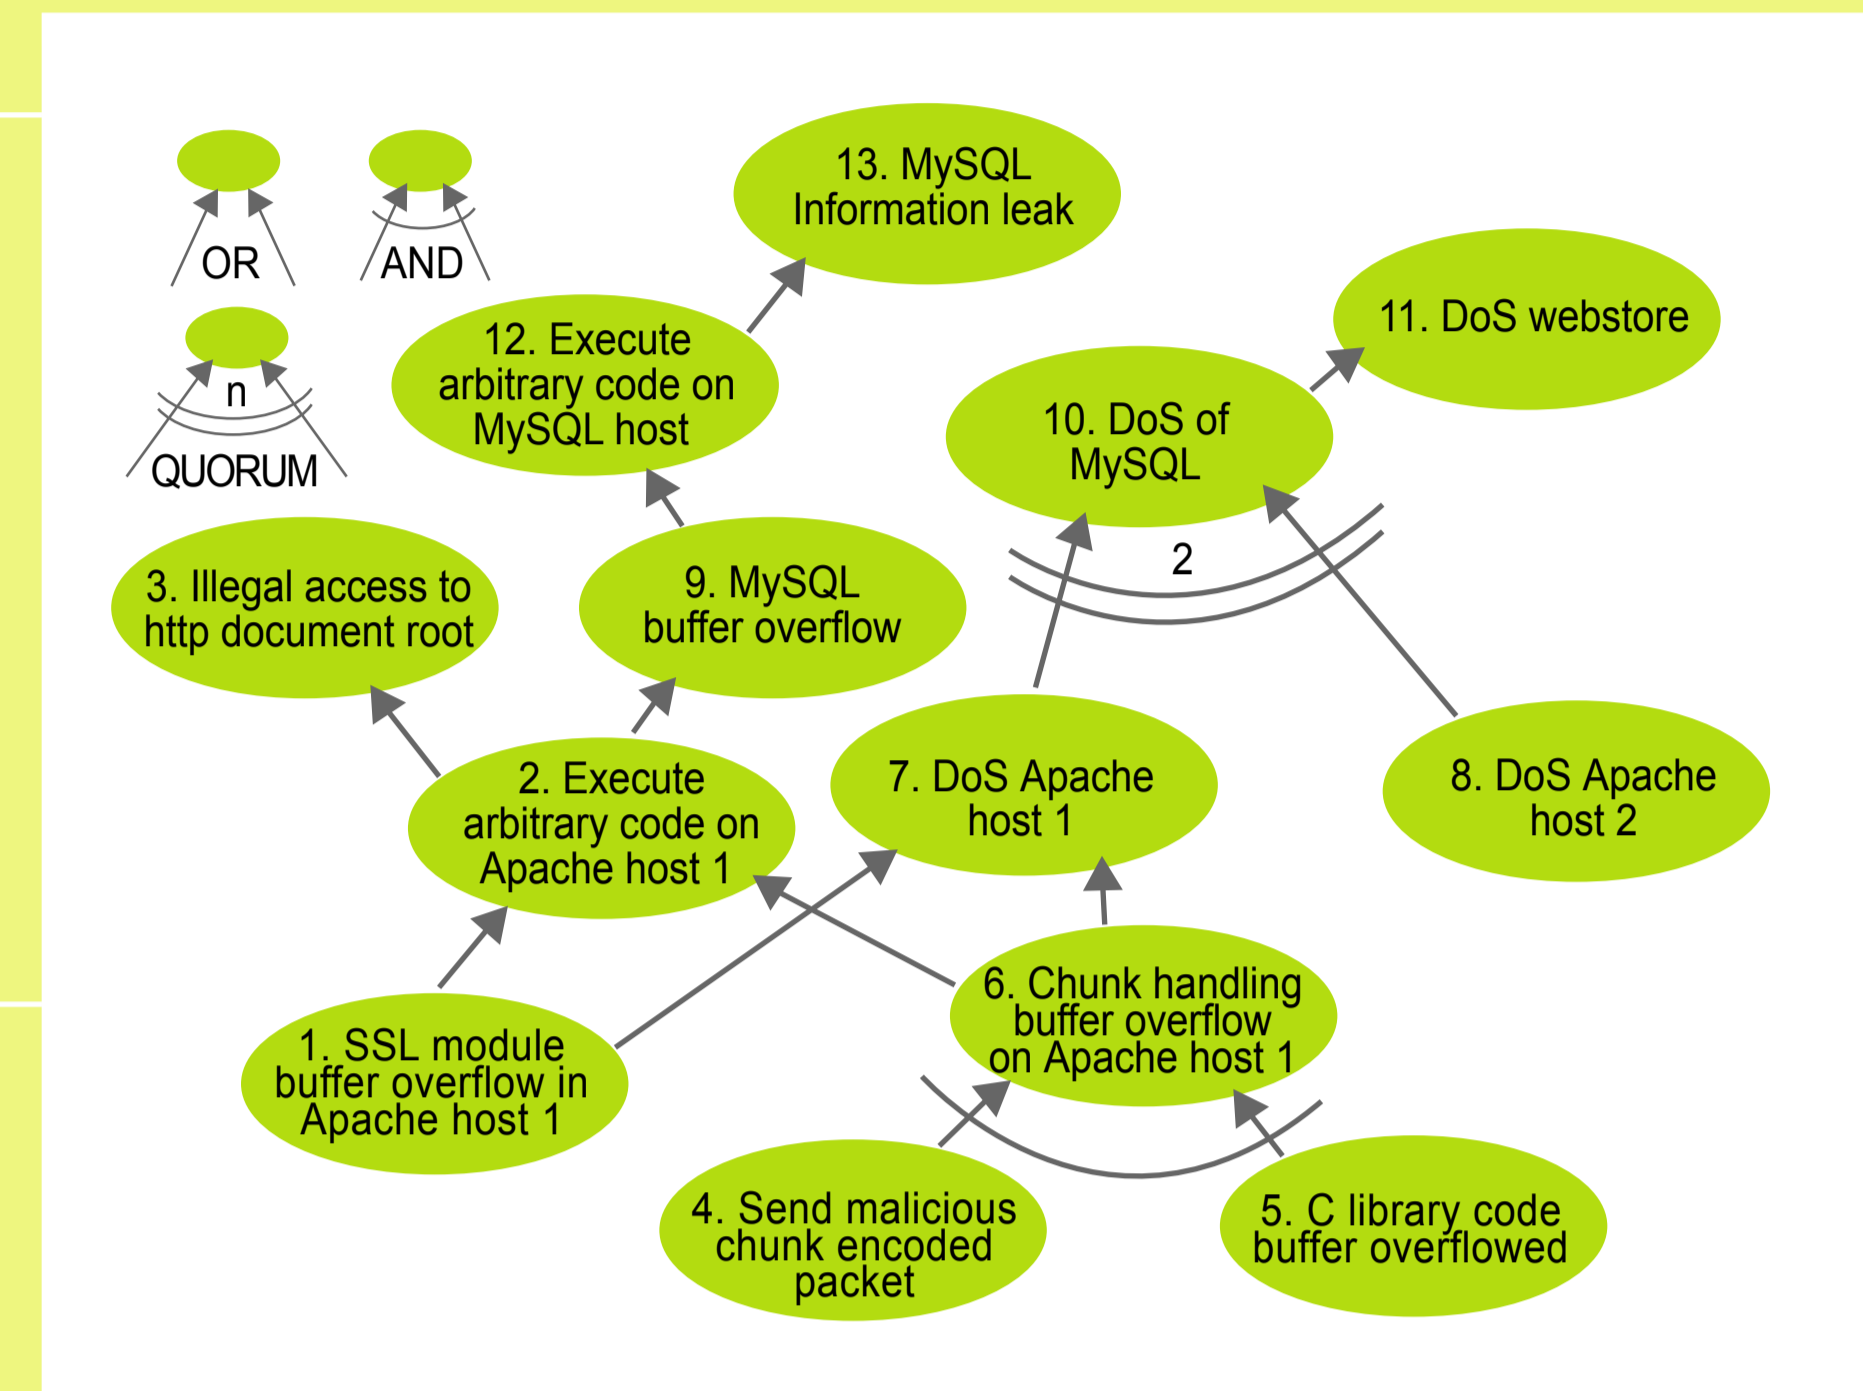 OR
AND
n
QUORUM
13. MySQL
Information leak
11. DoS webstore
12. Execute
arbitrary code on
MySQL host
10. DoS of
MySQL
2
3. Illegal access to
http document root
9. MySQL
buffer overflow
2. Execute
arbitrary code on
Apache host 1
7. DoS Apache
host 1
8. DoS Apache
host 2
1. SSL module
buffer overflow in
Apache host 1
6. Chunk handling
buffer overflow
on Apache host 1
4. Send malicious
chunk encoded
packet
5. C library code
buffer overflowed